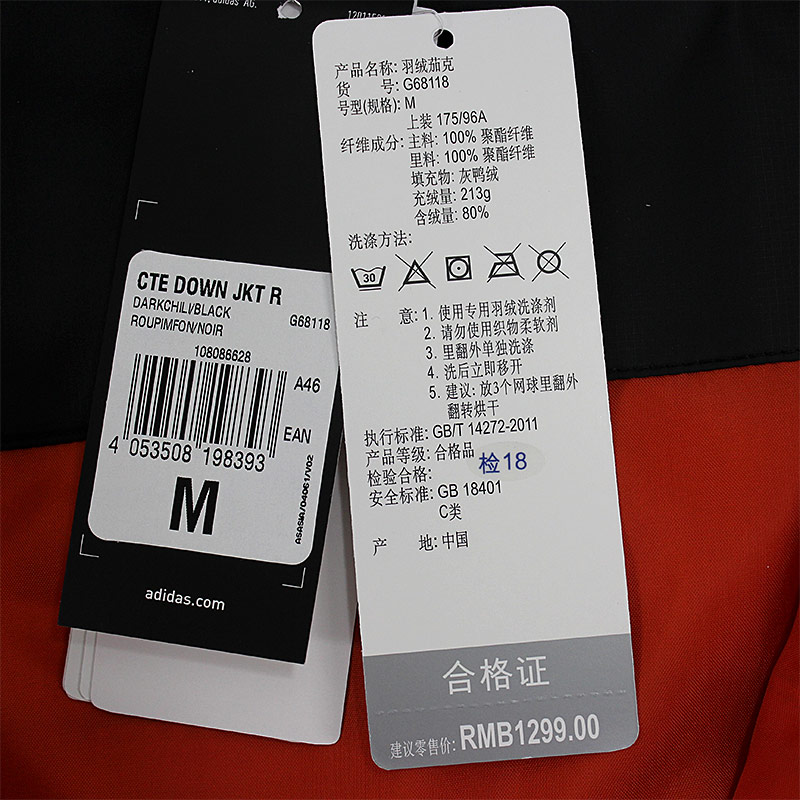 adidas AG.
CTE DOWN JKT R
DARKCHILI/BLACK
ROUPIMFON/NOIR G68118
108086628
A46
EAN
4 053508 198393
M
ASASIA/04061/V02
adidas.com
产品名称: 羽绒茄克
货 号: G68118
号型(规格): M
上装 175/96A
纤维成分: 主料: 100% 聚酯纤维
里料: 100% 聚酯纤维
填充物: 灰鸭绒
充绒量: 213g
含绒量: 80%
洗涤方法:
30
注 意: 1. 使用专用羽绒洗涤剂
2. 请勿使用织物柔软剂
3. 里翻外单独洗涤
4. 洗后立即移开
5. 建议: 放3个网球里翻外
翻转烘干
执行标准: GB/T 14272-2011
产品等级: 合格品
检验合格: 检18
安全标准: GB 18401
C类
产 地: 中国
合格证
建议零售价: RMB1299.00